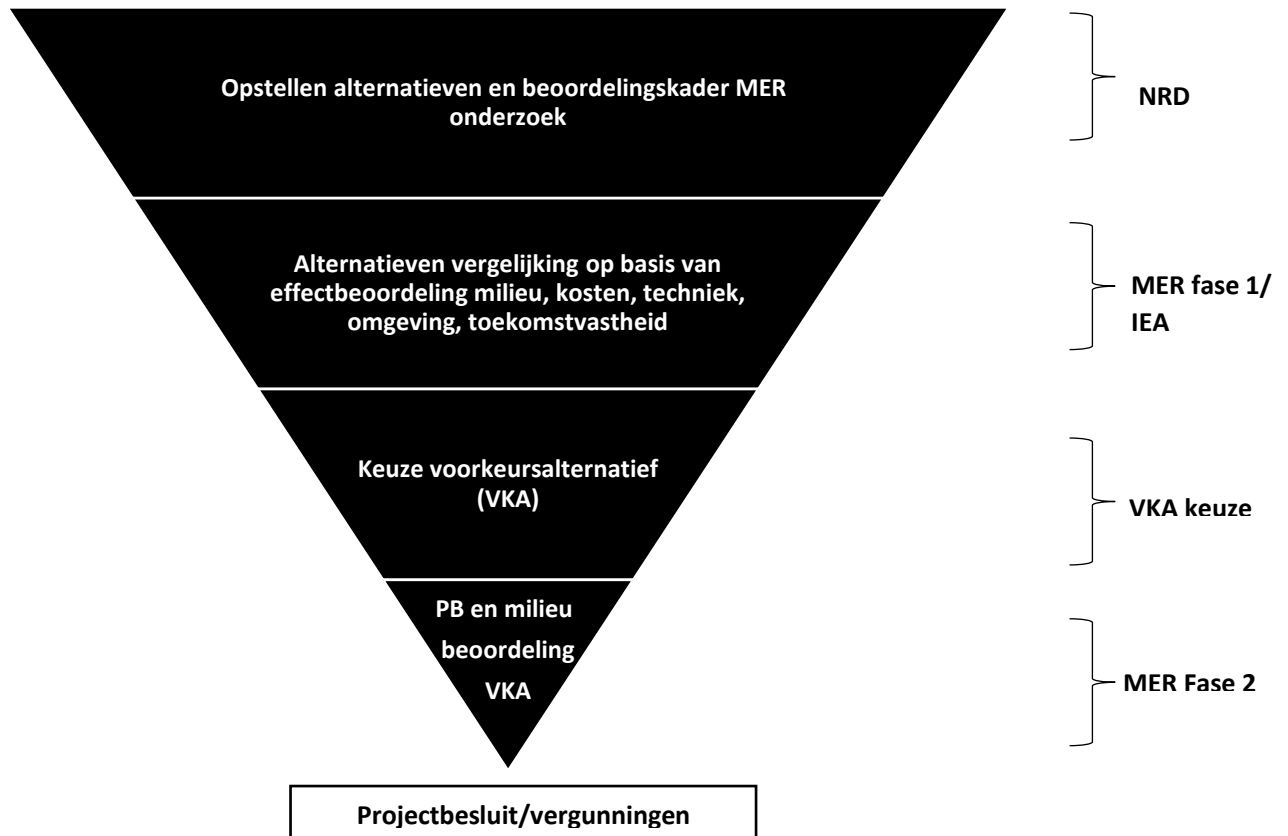 Opstellen alternatieven en beoordelingskader MER
onderzoek
NRD
Alternatieven vergelijking op basis van
effectbeoordeling milieu, kosten, techniek,
omgeving, toekomstvastheid
MER fase 1/
IEA
Keuze voorkeursalternatief
(VKA)
VKA keuze
PB en milieu
beoordeling
VKA
MER Fase 2
Projectbesluit/vergunningen